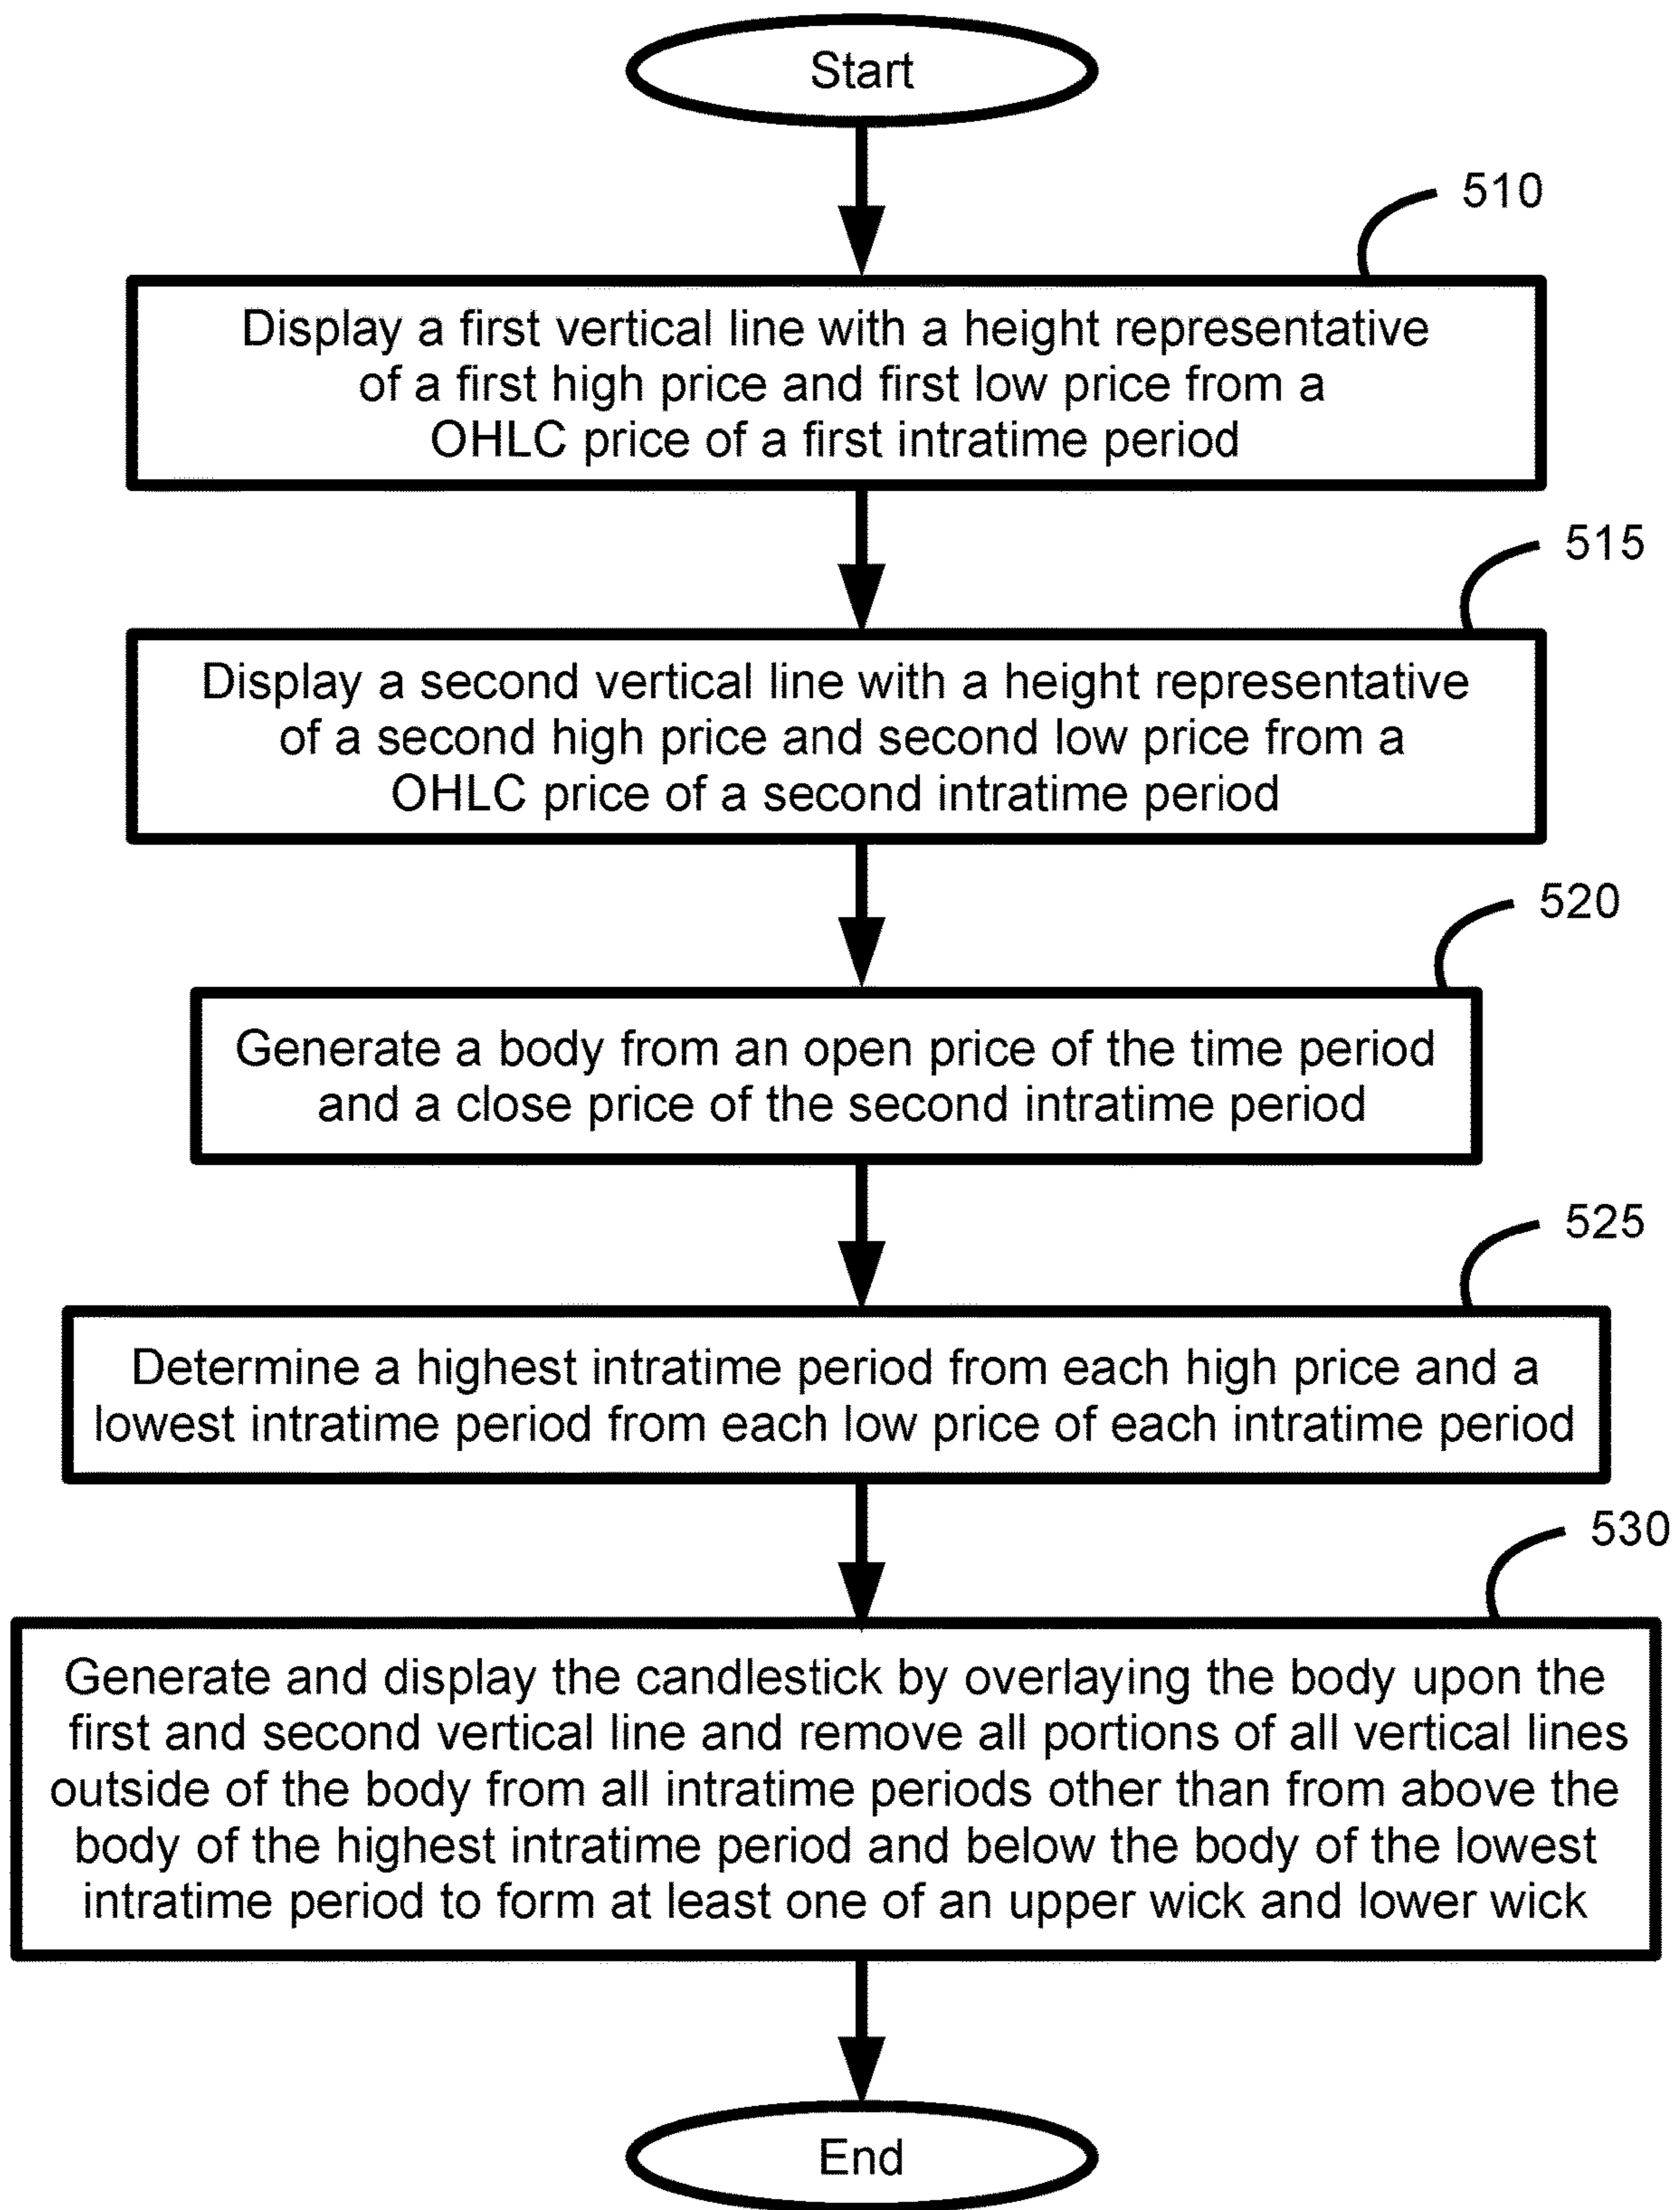 Start
510
Display a first vertical line with a height representative
of a first high price and first low price from a
OHLC price of a first intratime period
515
Display a second vertical line with a height representative
of a second high price and second low price from a
OHLC price of a second intratime period
520
Generate a body from an open price of the time period
and a close price of the second intratime period
525
Determine a highest intratime period from each high price and a
lowest intratime period from each low price of each intratime period
530
Generate and display the candlestick by overlaying the body upon the
first and second vertical line and remove all portions of all vertical lines
outside of the body from all intratime periods other than from above the
body of the highest intratime period and below the body of the lowest
intratime period to form at least one of an upper wick and lower wick
End